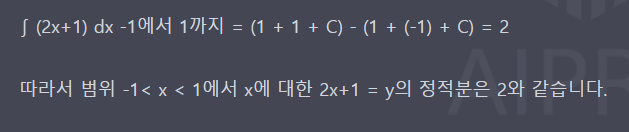 ∫ (2x+1) dx -1에서 1까지 = (1 + 1 + C) - (1 + (-1) + C) = 2
따라서 범위 -1< x < 1에서 x에 대한 2x+1 = y의 정적분은 2와 같습니다.
AIPR